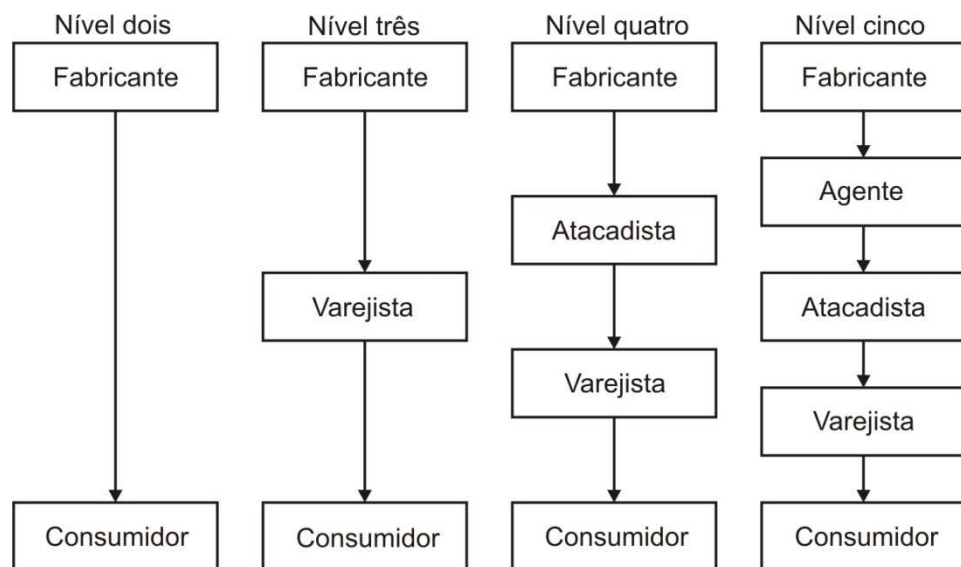 Nível dois
Fabricante
Consumidor
Nível três
Fabricante
Varejista
Consumidor
Nível quatro
Fabricante
Atacadista
Varejista
Consumidor
Nível cinco
Fabricante
Agente
Atacadista
Varejista
Consumidor